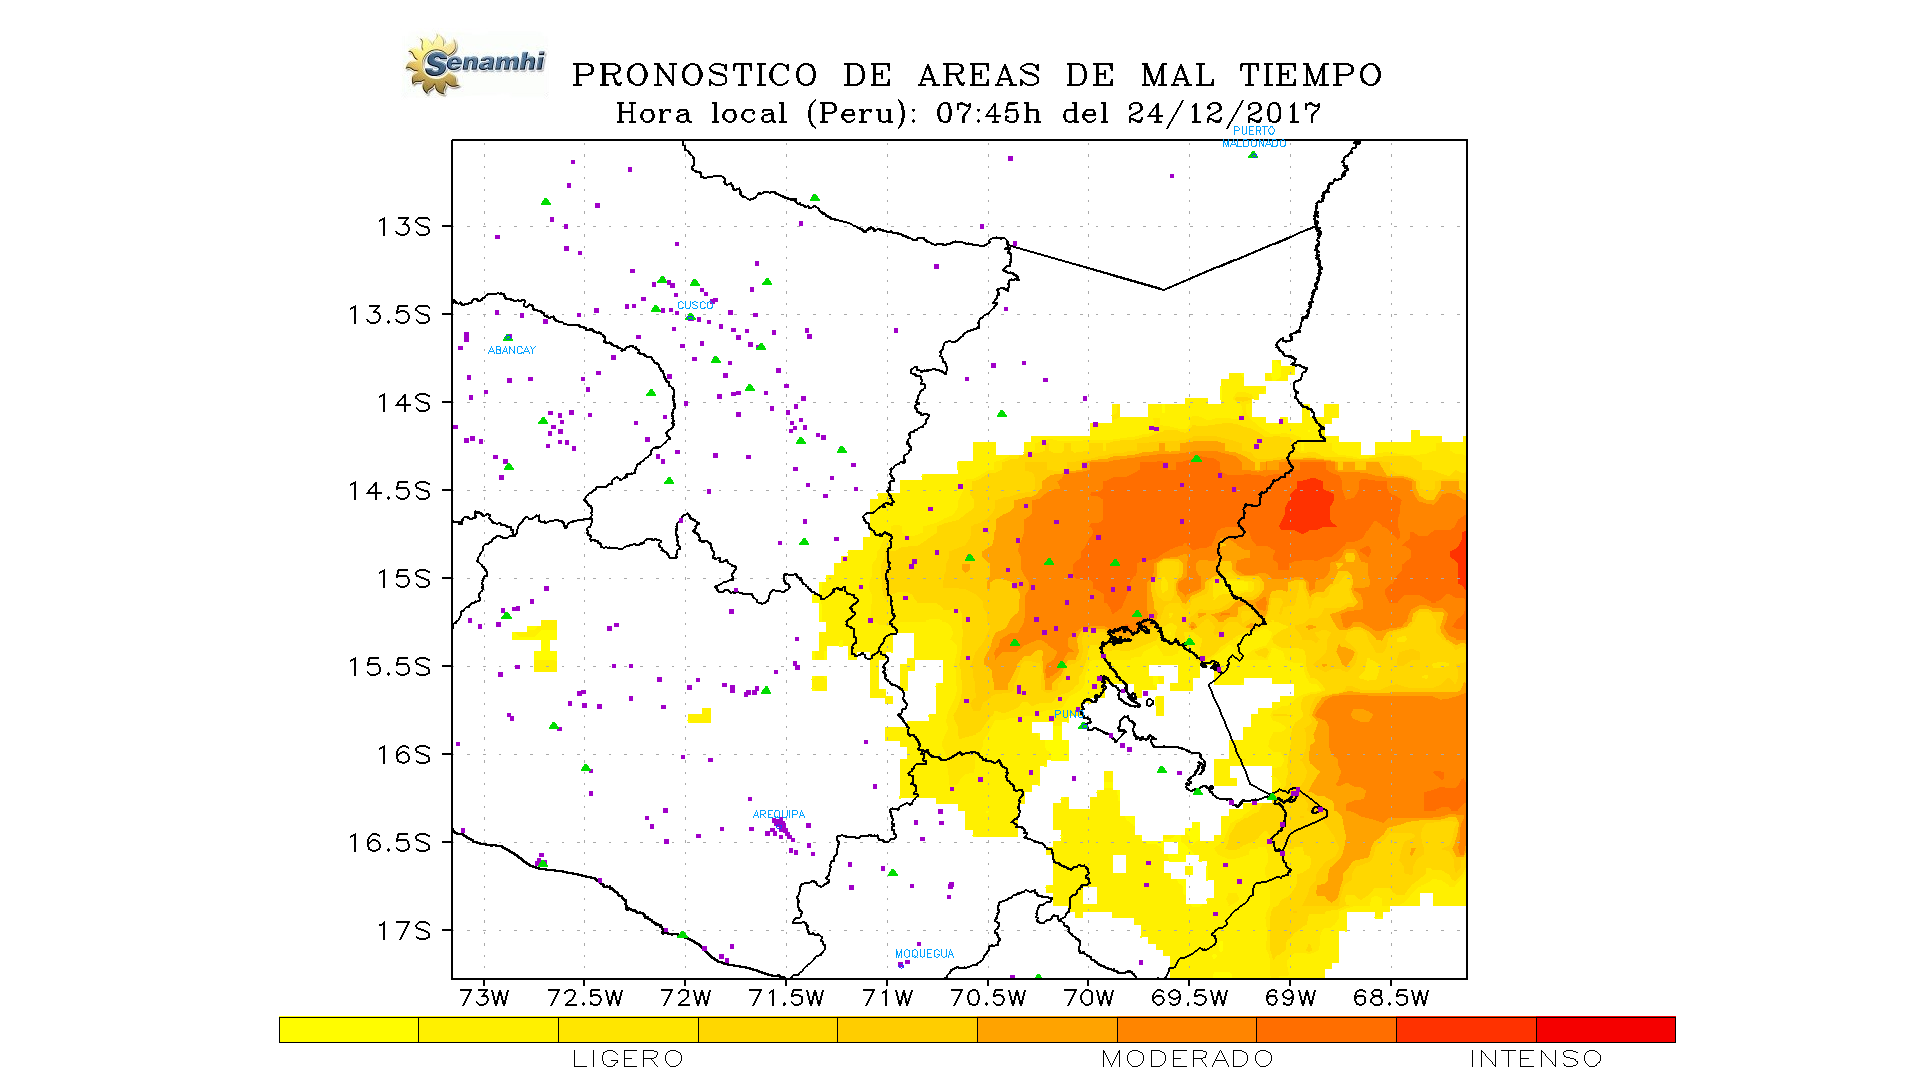 Senamhi
PRONOSTICO DE AREAS DE MAL TIEMPO
Hora local (Peru): 07:45h del 24/12/2017
PUERTO
MALDONADO
13S
13.5S
CUSCO
ABANCAY
14S
14.5S
15S
15.5S
PUNO
16S
AREQUIPA
16.5S
17S
MOQUEGUA
73W 72.5W 72W 71.5W 71W 70.5W 70W 69.5W 69W 68.5W
LIGERO MODERADO INTENSO